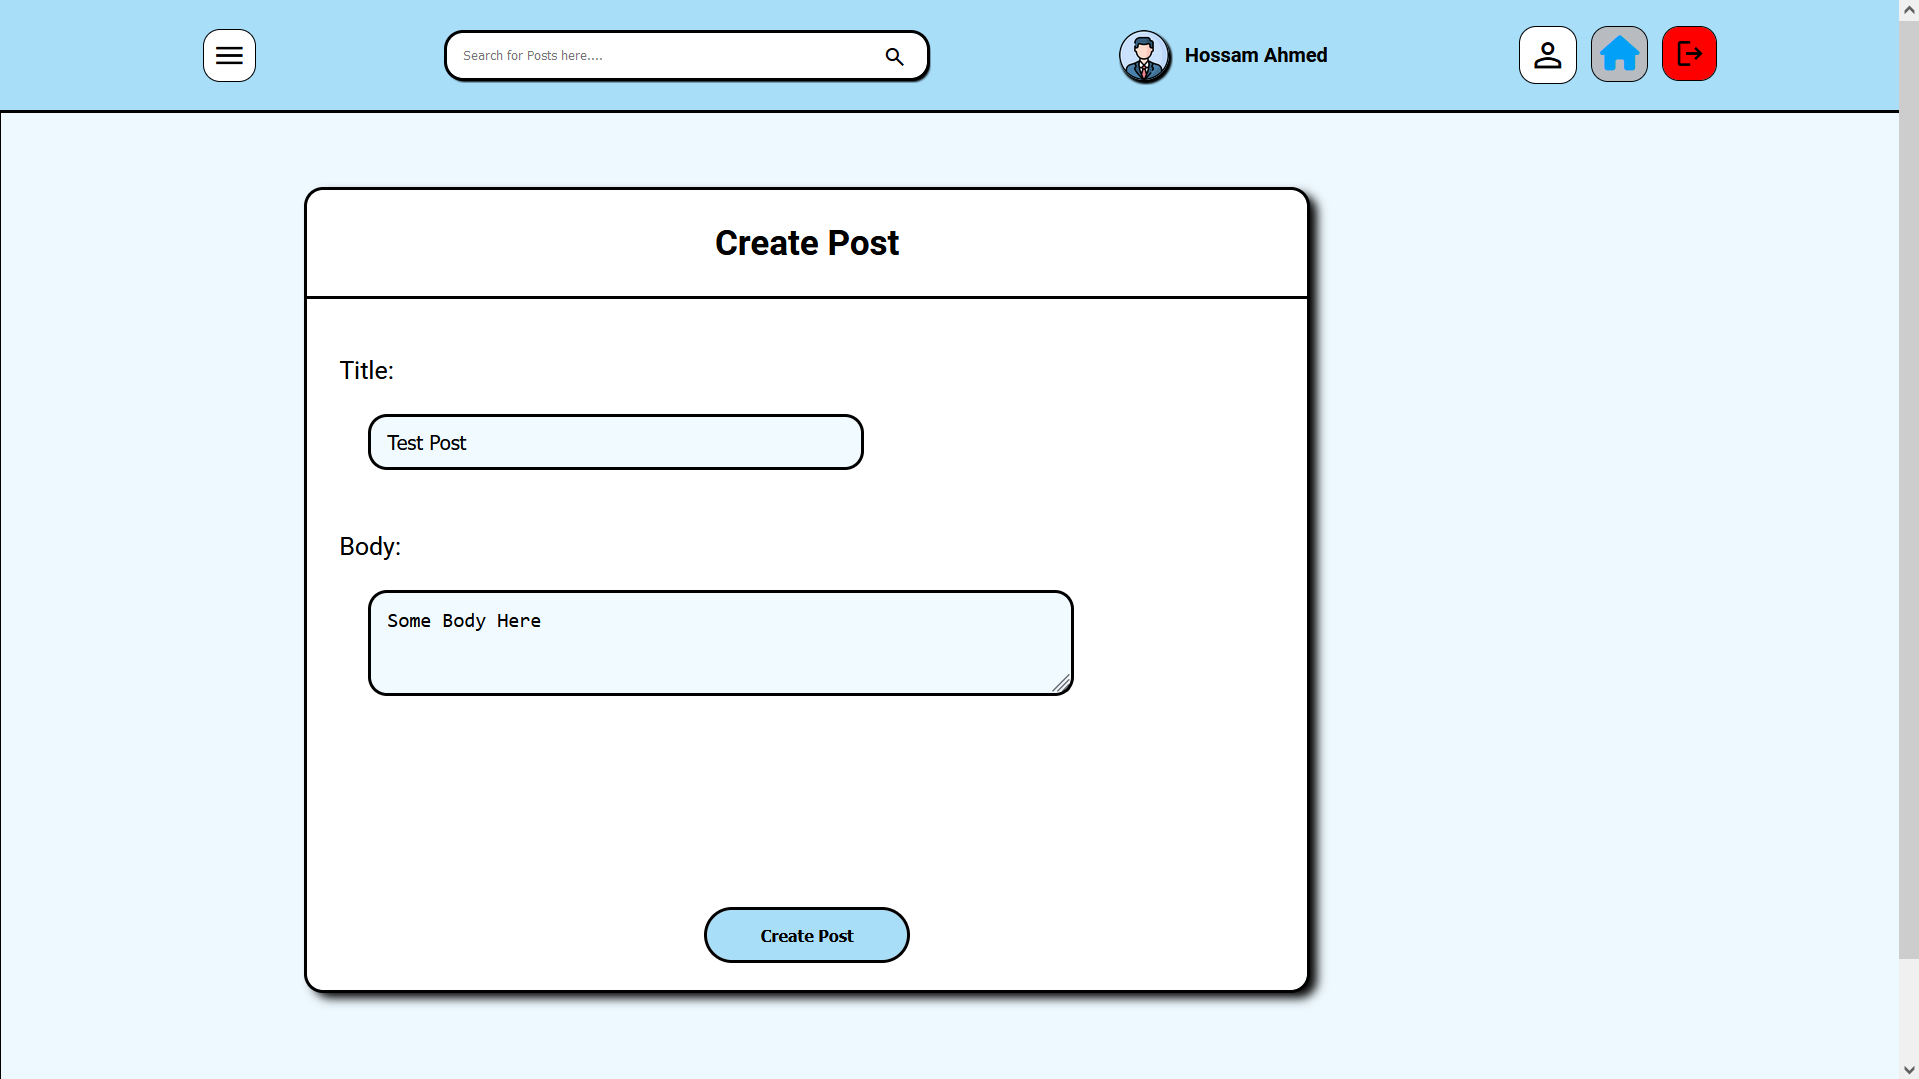 Search for Posts here....
Hossam Ahmed
Create Post
Title:
Test Post
Body:
Some Body Here
Create Post